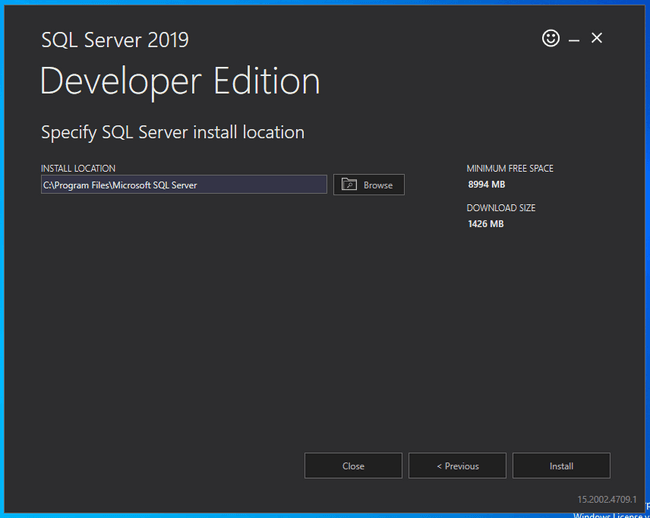 SQL Server 2019
Developer Edition
Specify SQL Server install location
INSTALL LOCATION
C:\Program Files\Microsoft SQL Server
Browse
MINIMUM FREE SPACE
8994 MB
DOWNLOAD SIZE
1426 MB
Close
< Previous
Install
15.2002.4709.1
Windows License v